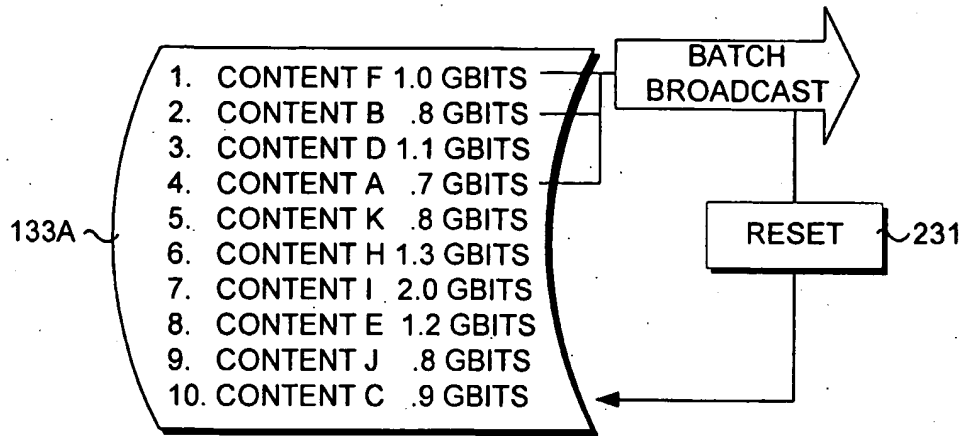 1. CONTENT F 1.0 GBITS
2. CONTENT B .8 GBITS
3. CONTENT D 1.1 GBITS
4. CONTENT A .7 GBITS
5. CONTENT K .8 GBITS
6. CONTENT H 1.3 GBITS
7. CONTENT I 2.0 GBITS
8. CONTENT E 1.2 GBITS
9. CONTENT J .8 GBITS
10. CONTENT C .9 GBITS
133A
BATCH
BROADCAST
RESET
231